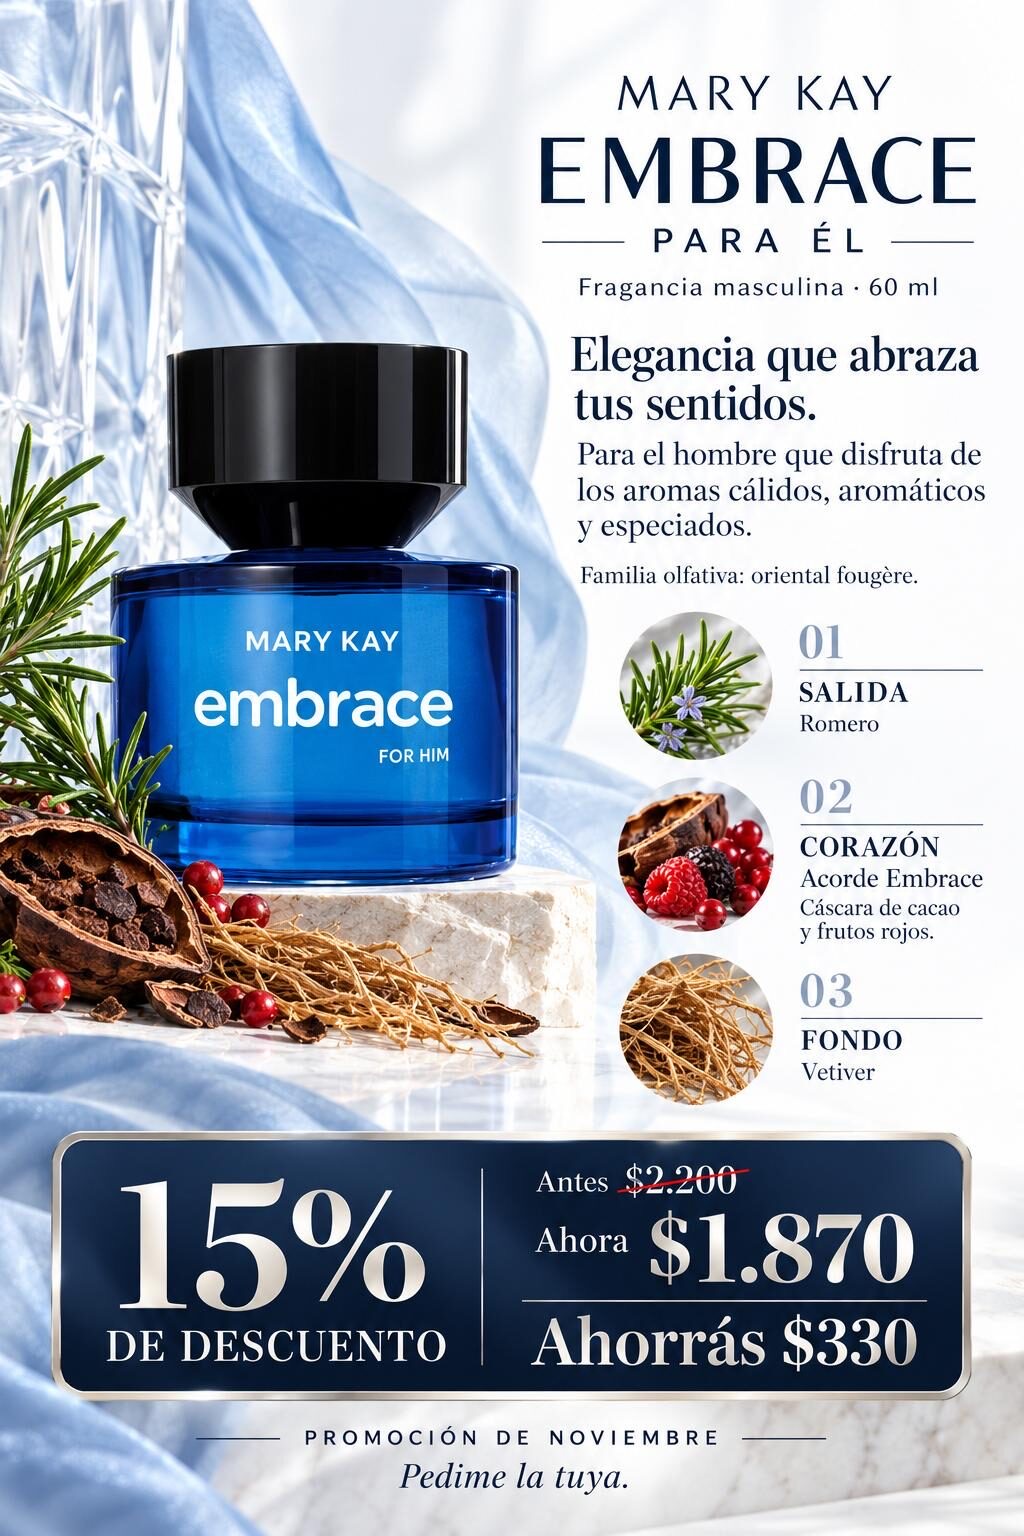 MARY KAY
EMBRACE
PARA ÉL
Fragancia masculina · 60 ml
Elegancia que abraza
tus sentidos.
Para el hombre que disfruta de
los aromas cálidos, aromáticos
y especiados.
Familia olfativa: oriental fougère.
MARY KAY
embrace
FOR HIM
01
SALIDA
Romero
02
CORAZÓN
Acorde Embrace
Cáscara de cacao
y frutos rojos.
03
FONDO
Vetiver
15%
DE DESCUENTO
Antes $2.200
Ahora $1.870
Ahorrás $330
PROMOCIÓN DE NOVIEMBRE
Pedime la tuya.